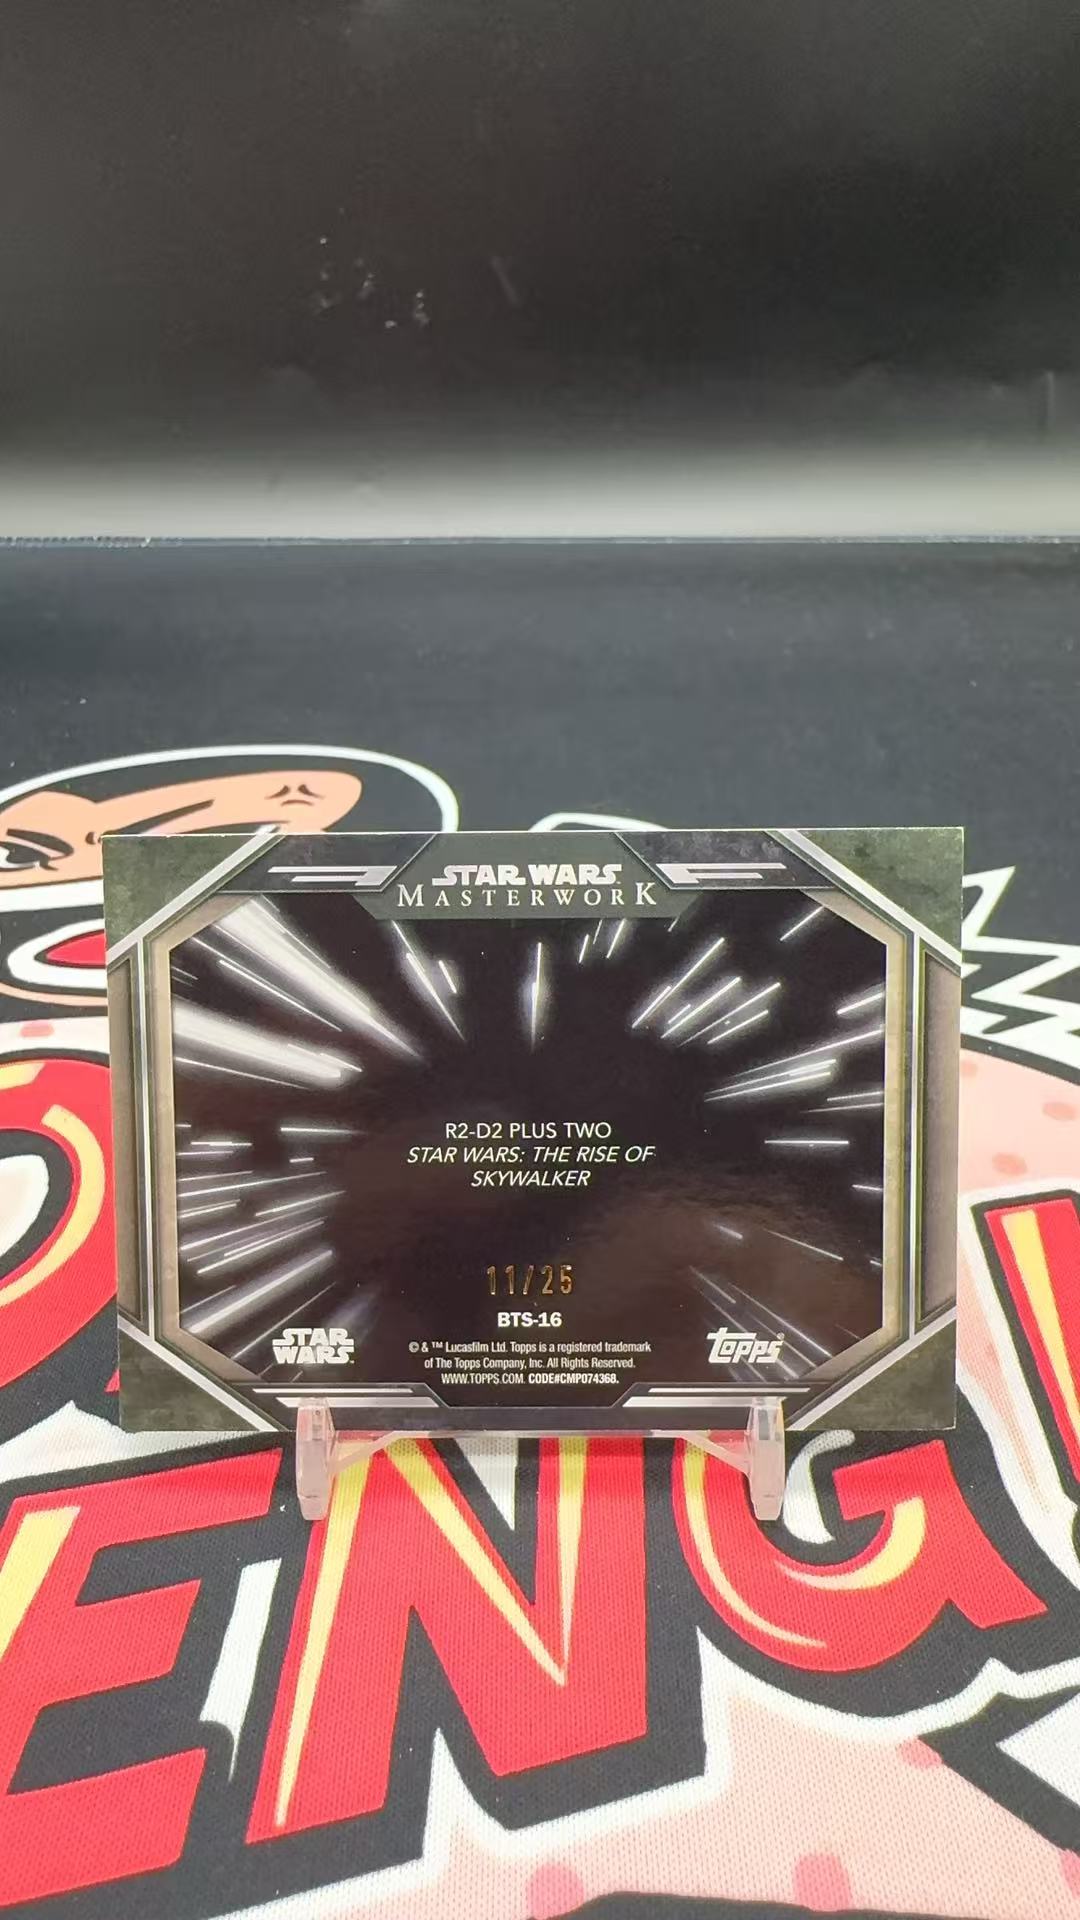 STAR WARS
MASTERWORK
R2-D2 PLUS TWO
STAR WARS: THE RISE OF
SKYWALKER
11/25
BTS-16
STAR
WARS
© & ™ Lucasfilm Ltd. Topps is a registered trademark
of The Topps Company, Inc. All Rights Reserved.
WWW.TOPPS.COM. CODE#CMP074368.
Topps®
ENG